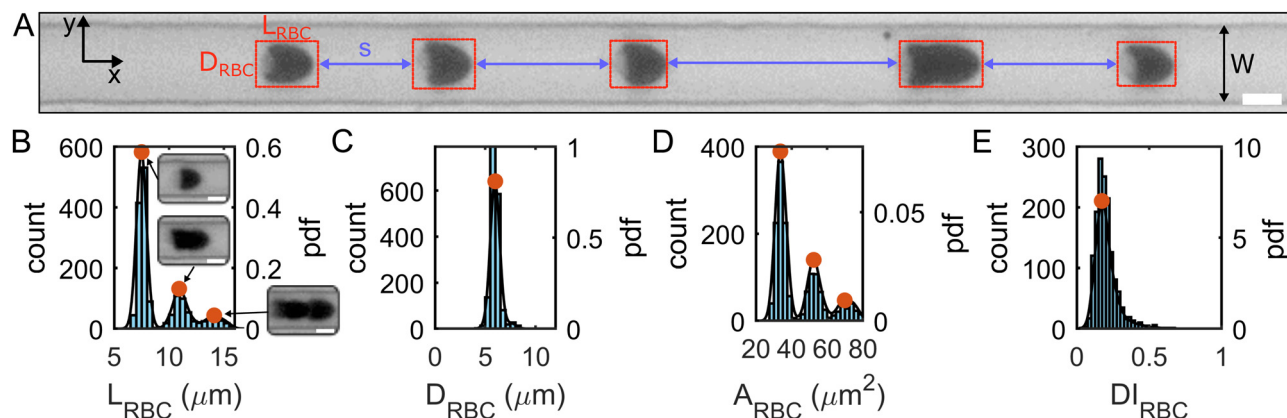 A
y
x
L_RBC
D_RBC
s
W
B
600
400
200
0
count
5
10
15
L_RBC (μm)
0.6
0.4
0.2
0
pdf
C
600
400
200
0
count
0
5
10
D_RBC (μm)
1
0.5
0
pdf
D
400
200
0
count
20
40
60
80
A_RBC (μm²)
0.05
0
pdf
E
300
200
100
0
count
0
0.5
1
DI_RBC
10
5
0
pdf